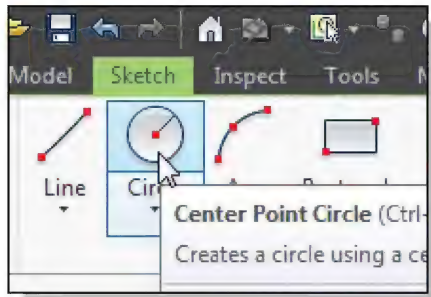 Model Sketch Inspect Tools
Line
Center Point Circle (Ctrl-
Creates a circle using a ce